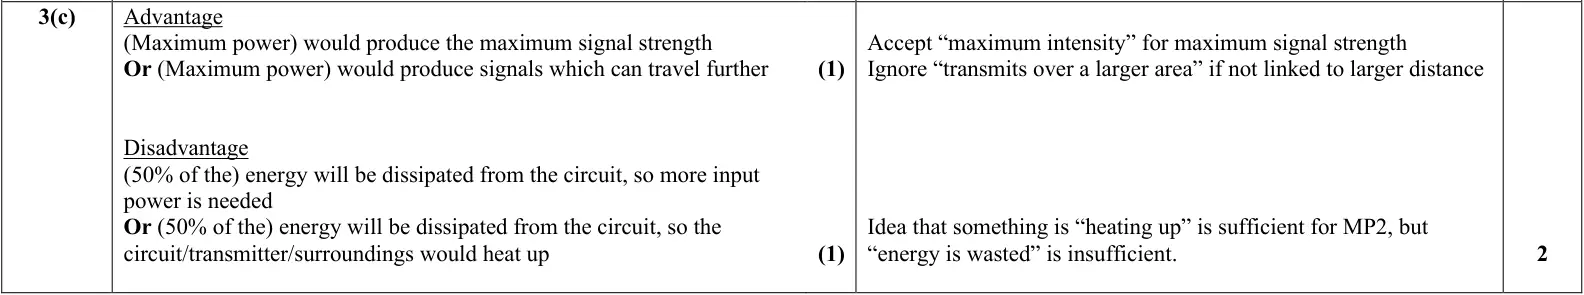 3(c)
Advantage
(Maximum power) would produce the maximum signal strength
Or (Maximum power) would produce signals which can travel further
(1)
Accept “maximum intensity” for maximum signal strength
Ignore “transmits over a larger area” if not linked to larger distance
Disadvantage
(50% of the) energy will be dissipated from the circuit, so more input
power is needed
Or (50% of the) energy will be dissipated from the circuit, so the
circuit/transmitter/surroundings would heat up
(1)
Idea that something is “heating up” is sufficient for MP2, but
“energy is wasted” is insufficient.
2